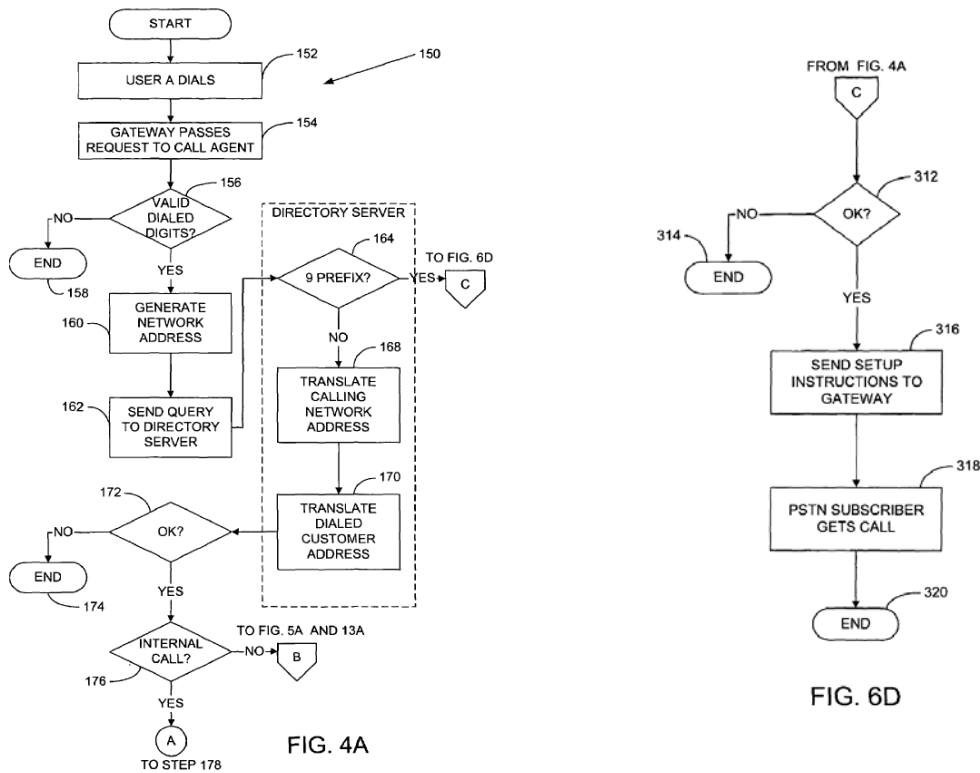 START
152
150
USER A DIALS
154
GATEWAY PASSES
REQUEST TO CALL AGENT
156
VALID
DIALED
DIGITS?
NO
END
158
YES
160
GENERATE
NETWORK
ADDRESS
162
SEND QUERY
TO DIRECTORY
SERVER
DIRECTORY SERVER
164
9 PREFIX?
YES
TO FIG. 6D
C
NO
168
TRANSLATE
CALLING
NETWORK
ADDRESS
170
TRANSLATE
DIALED
CUSTOMER
ADDRESS
172
OK?
NO
END
174
YES
INTERNAL
CALL?
176
NO
TO FIG. 5A AND 13A
B
YES
A
TO STEP 178
FIG. 4A
FROM FIG. 4A
C
312
OK?
NO
314
END
YES
316
SEND SETUP
INSTRUCTIONS TO
GATEWAY
318
PSTN SUBSCRIBER
GETS CALL
320
END
FIG. 6D